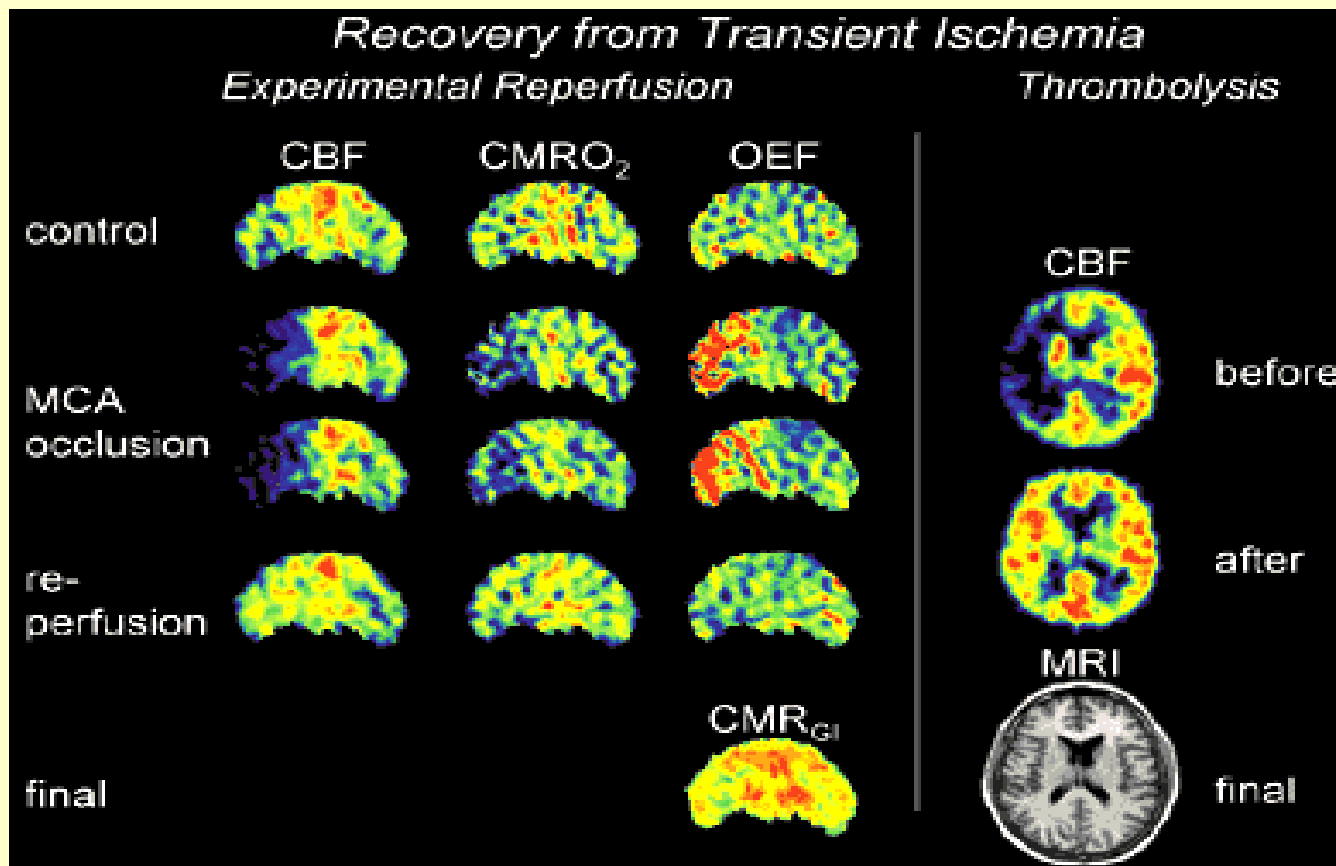 Recovery from Transient Ischemia
Experimental Reperfusion
Thrombolysis
CBF
CMRO₂
OEF
control
CBF
before
MCA
occlusion
after
re-
perfusion
MRI
CMR_Gl
final
final